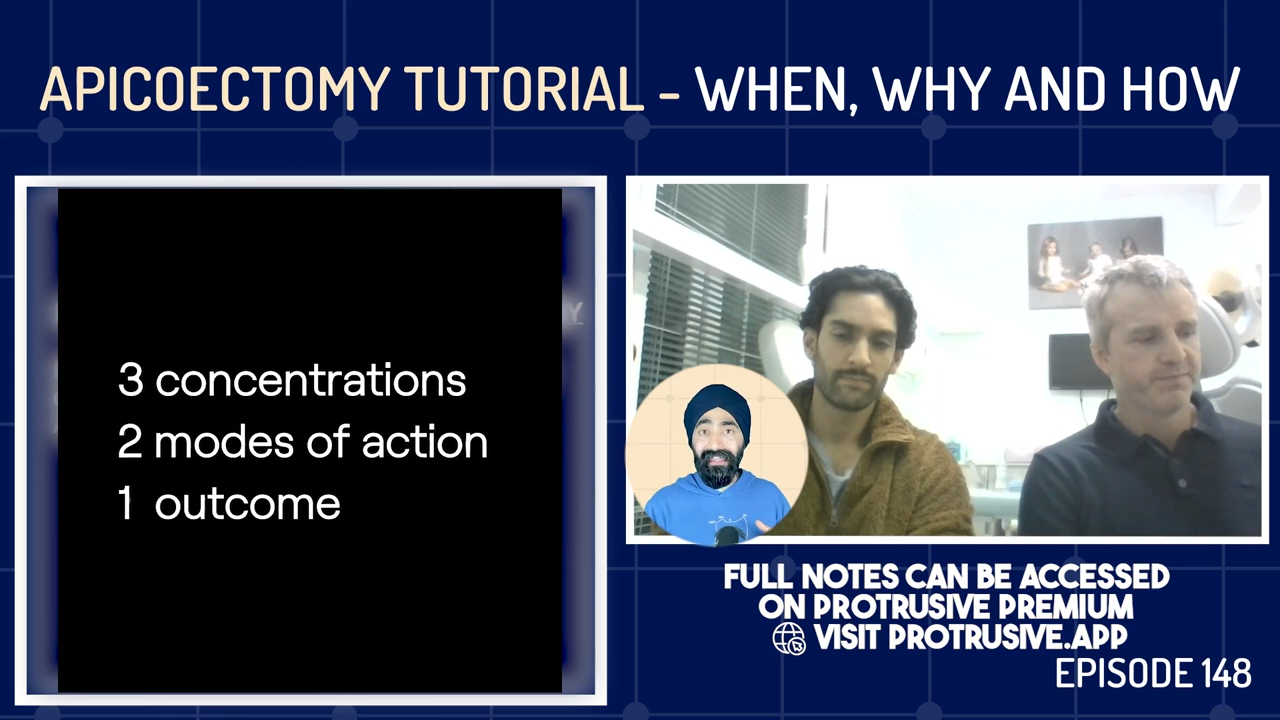 APICOECTOMY TUTORIAL - WHEN, WHY AND HOW
3 concentrations
2 modes of action
1 outcome
FULL NOTES CAN BE ACCESSED
ON PROTRUSIVE PREMIUM
VISIT PROTRUSIVE.APP
EPISODE 148